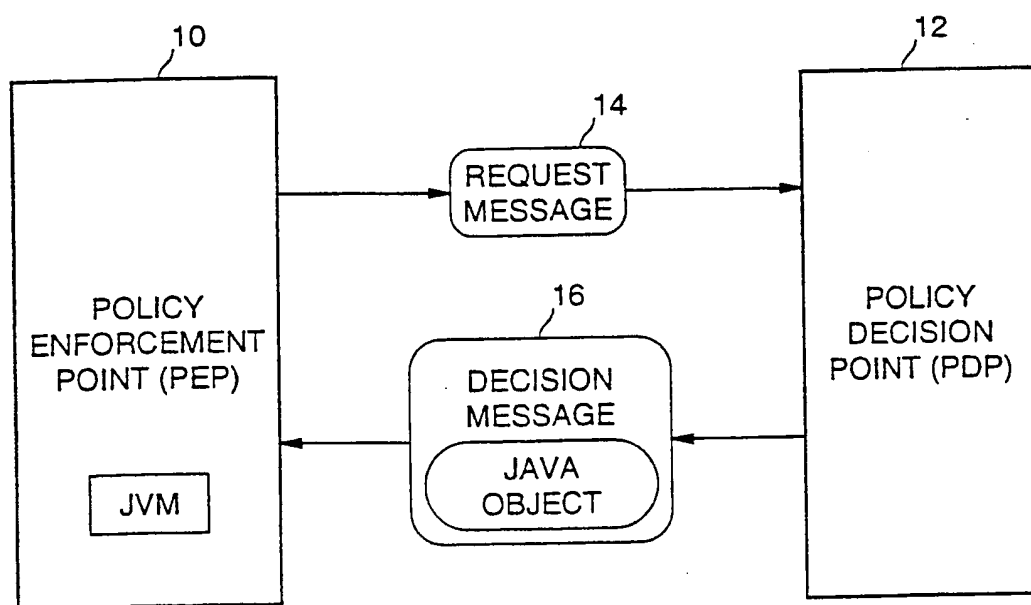 10
12
14
REQUEST
MESSAGE
16
POLICY
ENFORCEMENT
POINT (PEP)
POLICY
DECISION
POINT (PDP)
DECISION
MESSAGE
JAVA
OBJECT
JVM